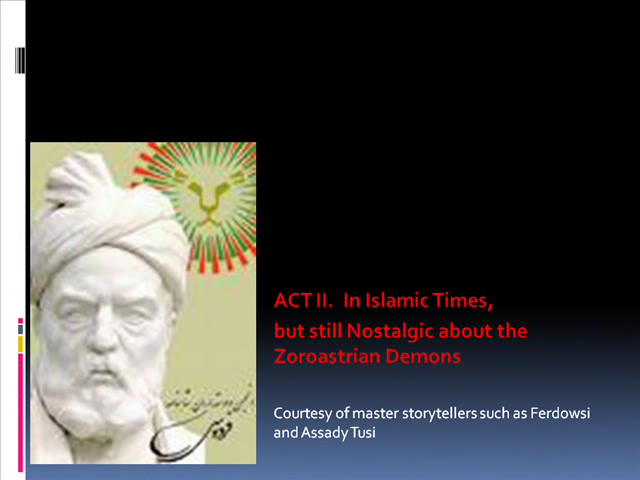 ACT II. In Islamic Times,
but still Nostalgic about the
Zoroastrian Demons
Courtesy of master storytellers such as Ferdowsi
and Assady Tusi
فردوسی